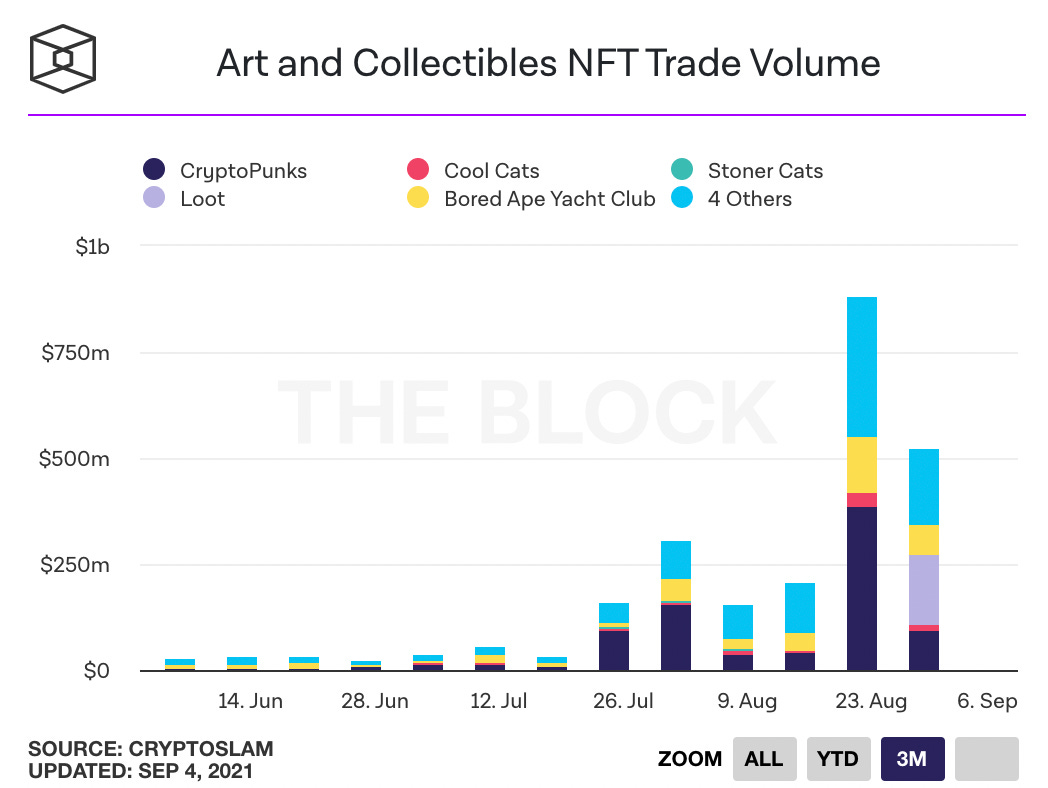 Art and Collectibles NFT Trade Volume
CryptoPunks
Cool Cats
Stoner Cats
Loot
Bored Ape Yacht Club
4 Others
$1b
$750m
$500m
$250m
$0
THE BLOCK
14. Jun
28. Jun
12. Jul
26. Jul
9. Aug
23. Aug
6. Sep
SOURCE: CRYPTOSLAM
UPDATED: SEP 4, 2021
ZOOM
ALL
YTD
3M